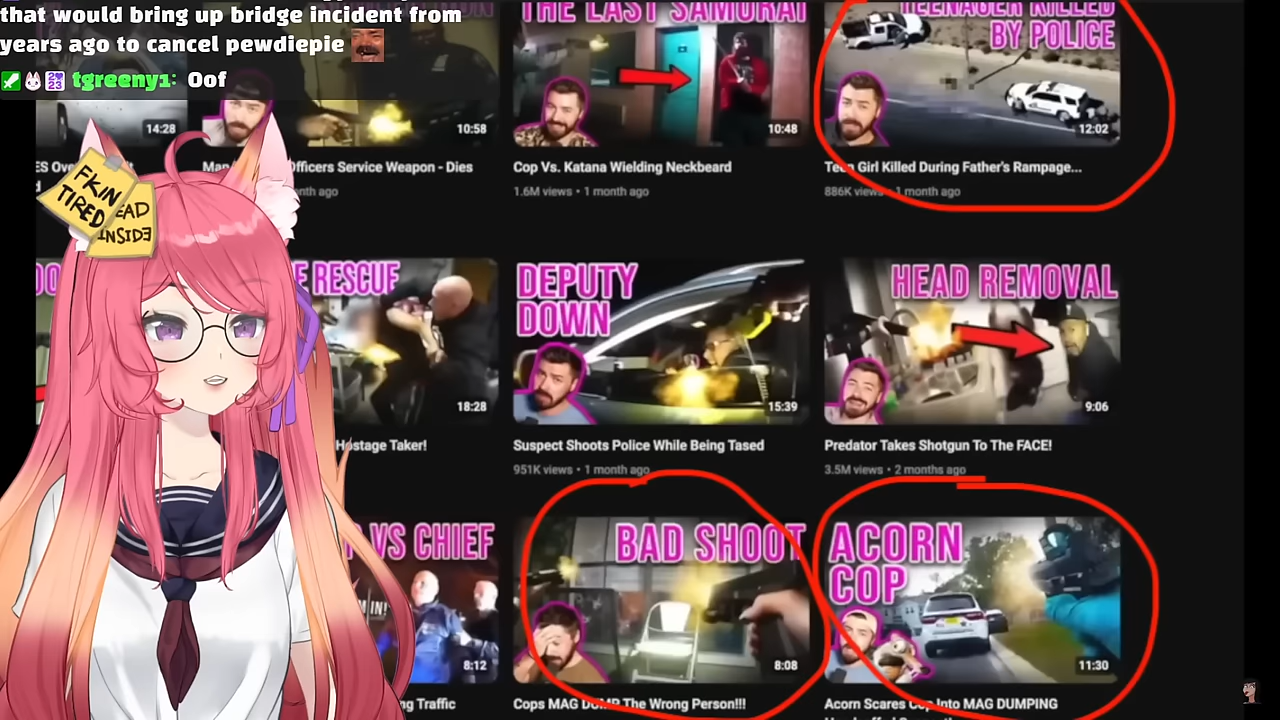 that would bring up bridge incident from
years ago to cancel pewdiepie
tgreeny1: Oof
THE LAST SAMURAI
TEENAGER KILLED
BY POLICE
14:28
10:58
10:48
12:02
Officers Service Weapon - Dies
Cop Vs. Katana Wielding Neckbeard
Teen Girl Killed During Father's Rampage...
1.6M views • 1 month ago
886K views • 1 month ago
FKIN
TIRED
DEAD
INSIDE
RESCUE
DEPUTY
DOWN
HEAD REMOVAL
18:28
15:39
9:06
Hostage Taker!
Suspect Shoots Police While Being Tased
Predator Takes Shotgun To The FACE!
951K views • 1 month ago
3.5M views • 2 months ago
VS CHIEF
BAD SHOOT
ACORN
COP
IN!
8:12
8:08
11:30
Traffic
Cops MAG DUMP The Wrong Person!!!
Acorn Scares Cop Into MAG DUMPING